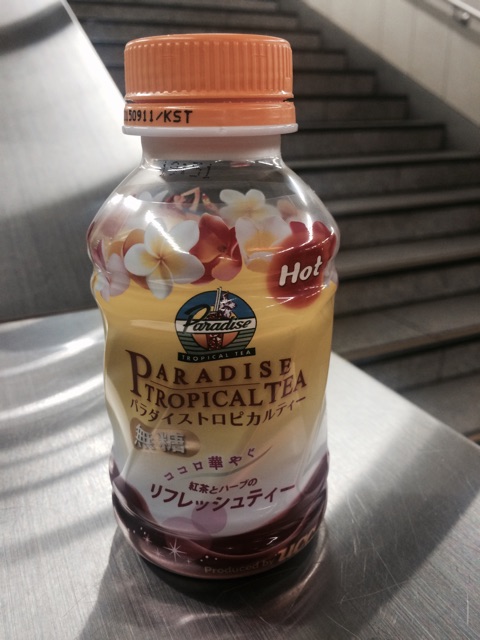 150911/KST
Hot
Paradise
TROPICAL TEA
PARADISE
TROPICAL TEA
パラダイストロピカルティー
無糖
ココロ華やぐ
紅茶とハーブの
リフレッシュティー
Produced by